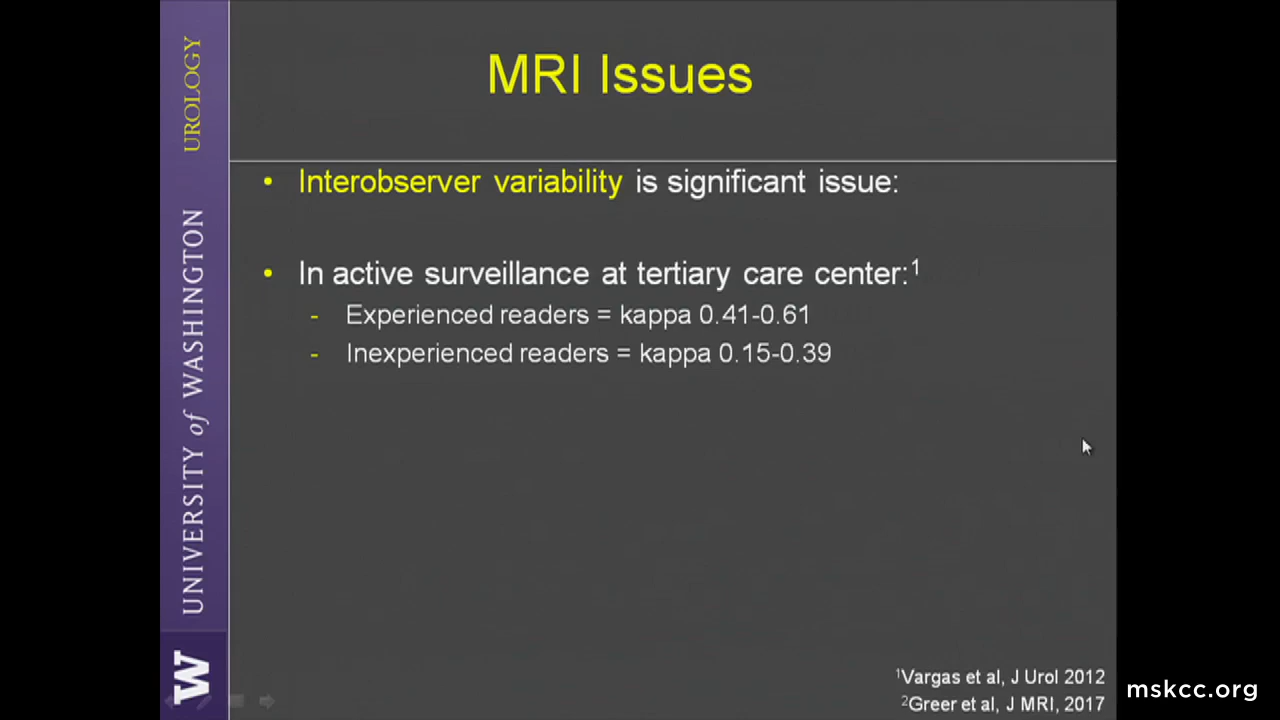 MRI Issues
• Interobserver variability is significant issue:
• In active surveillance at tertiary care center:1
- Experienced readers = kappa 0.41-0.61
- Inexperienced readers = kappa 0.15-0.39
1Vargas et al, J Urol 2012
2Greer et al, J MRI, 2017
UNIVERSITY of WASHINGTON UROLOGY
W
mskcc.org